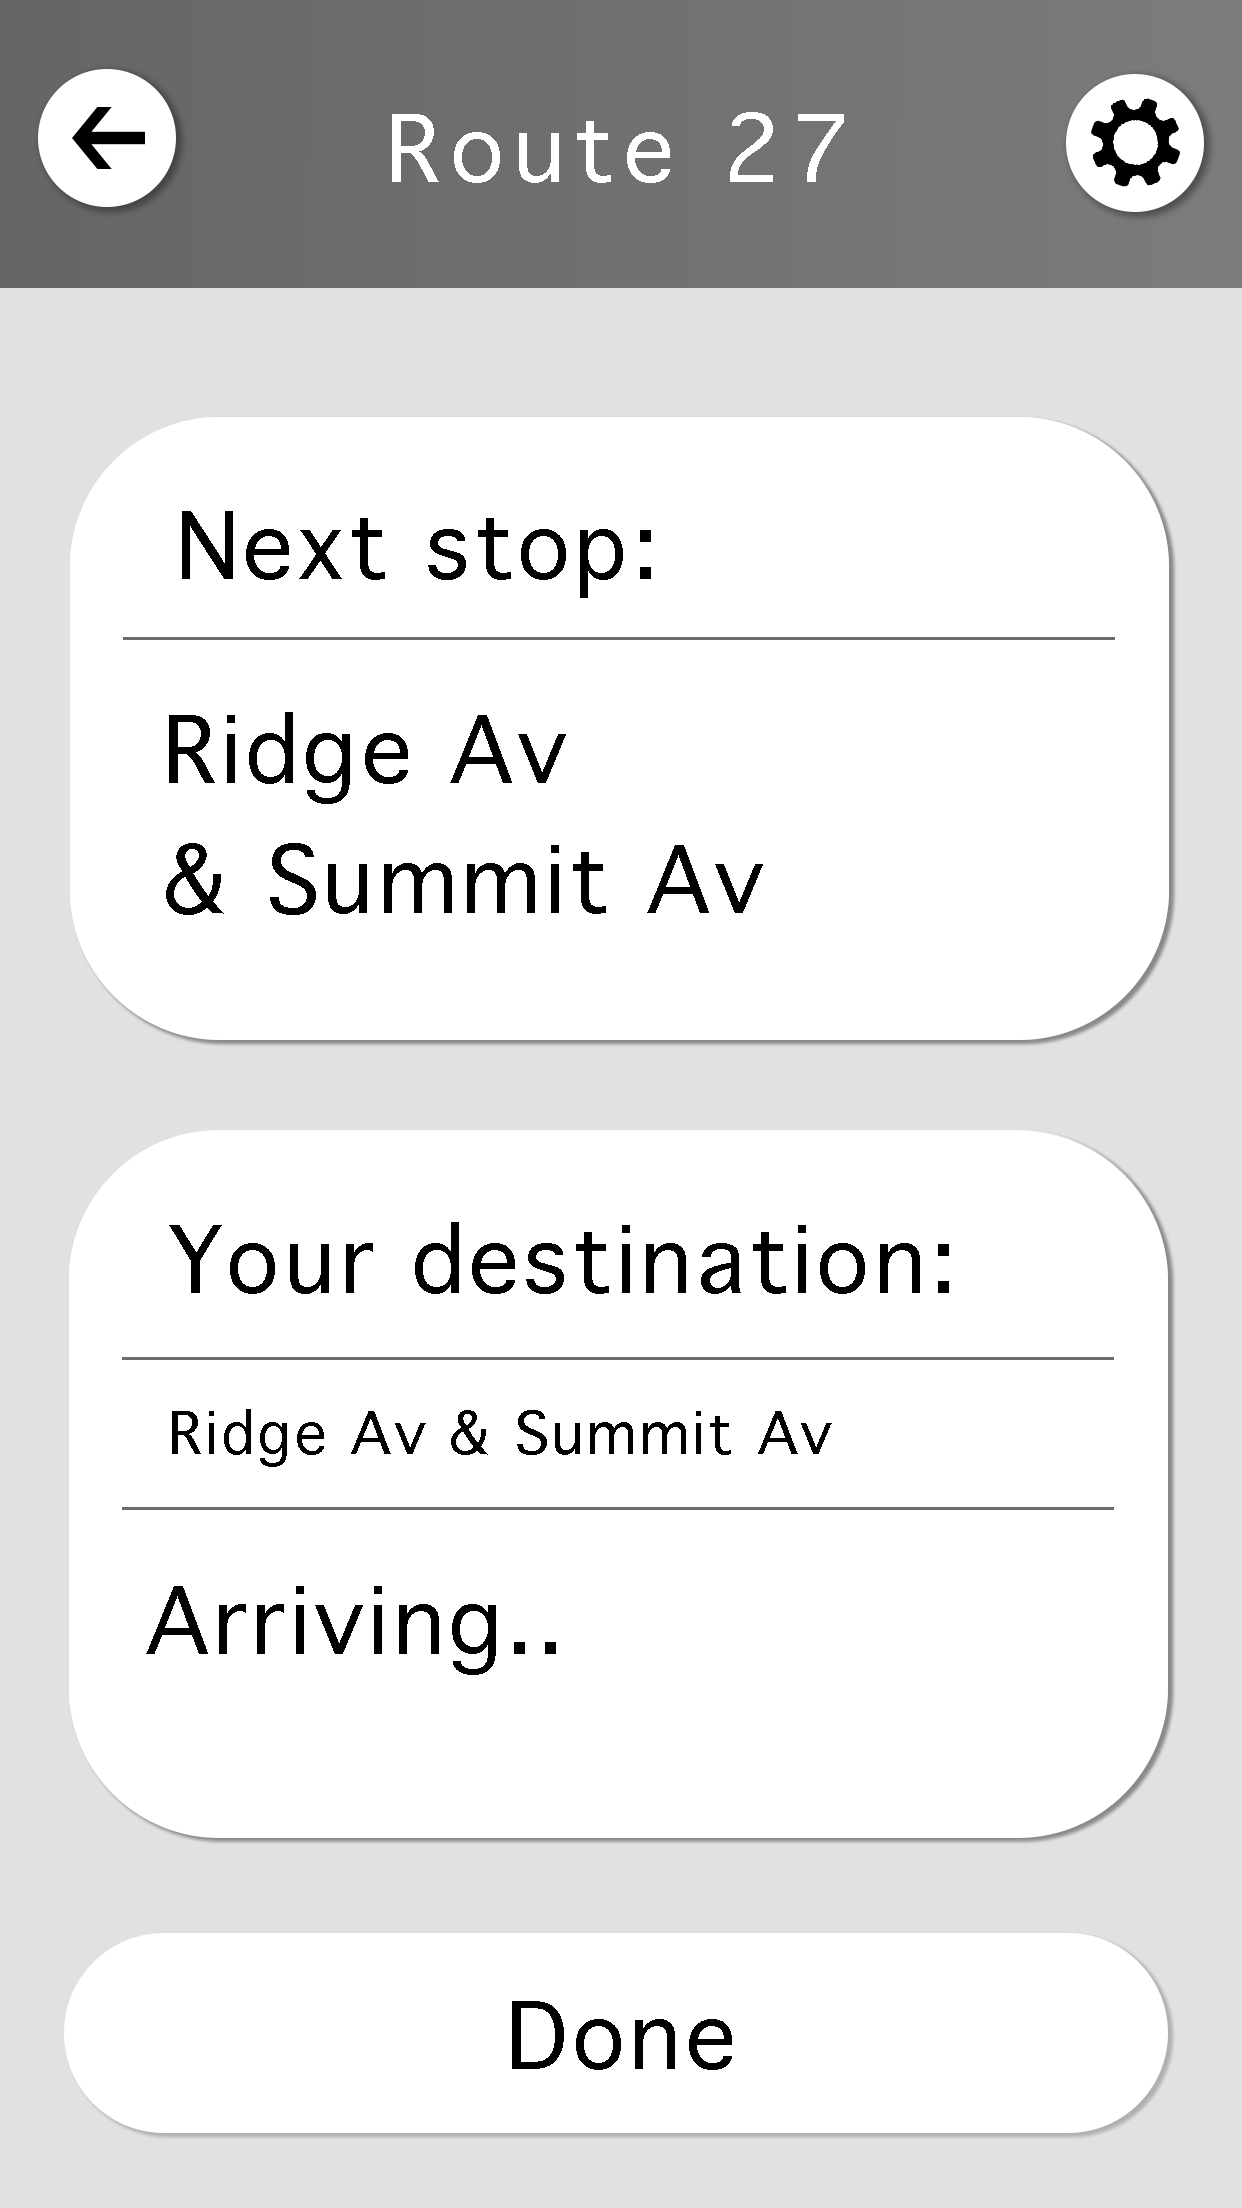 Route 27
Next stop:
Ridge Av
& Summit Av
Your destination:
Ridge Av & Summit Av
Arriving..
Done